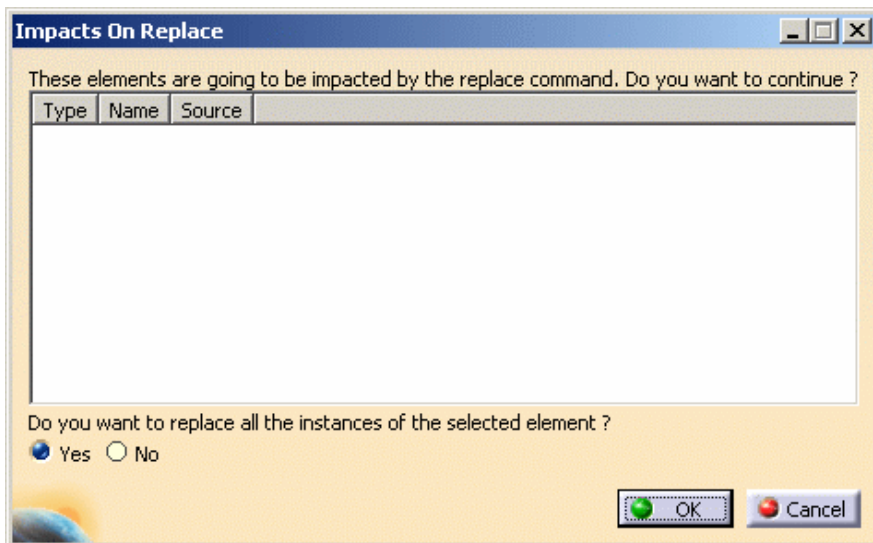 Impacts On Replace
These elements are going to be impacted by the replace command. Do you want to continue ?
Type Name Source
Do you want to replace all the instances of the selected element ?
Yes No
OK Cancel